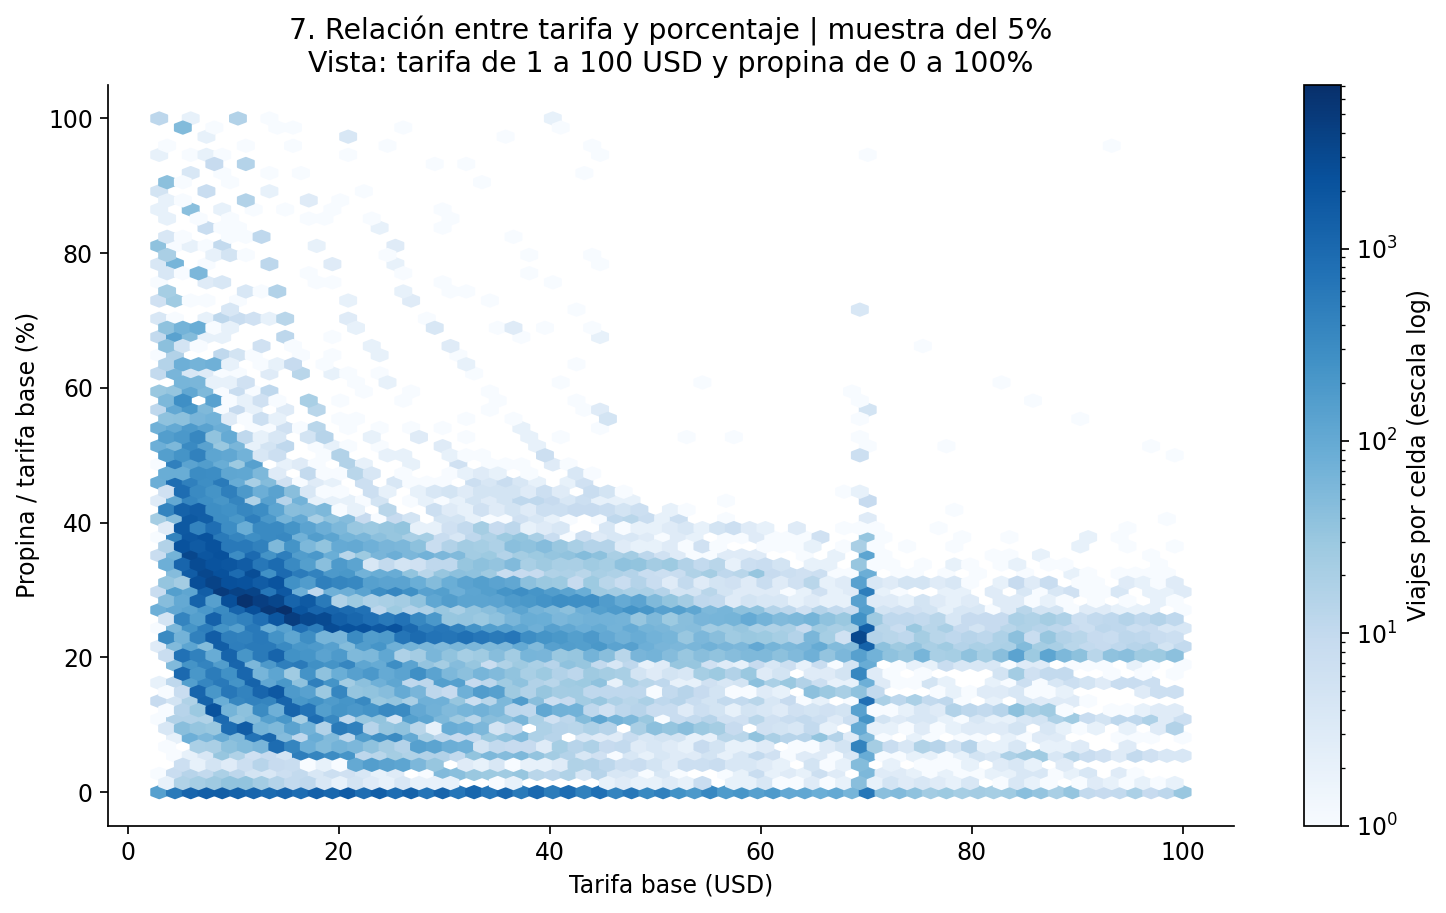 7. Relación entre tarifa y porcentaje | muestra del 5%
Vista: tarifa de 1 a 100 USD y propina de 0 a 100%
Propina / tarifa base (%)
100
80
60
40
20
0
0 20 40 60 80 100
Tarifa base (USD)
10³
10²
10¹
10⁰
Viajes por celda (escala log)